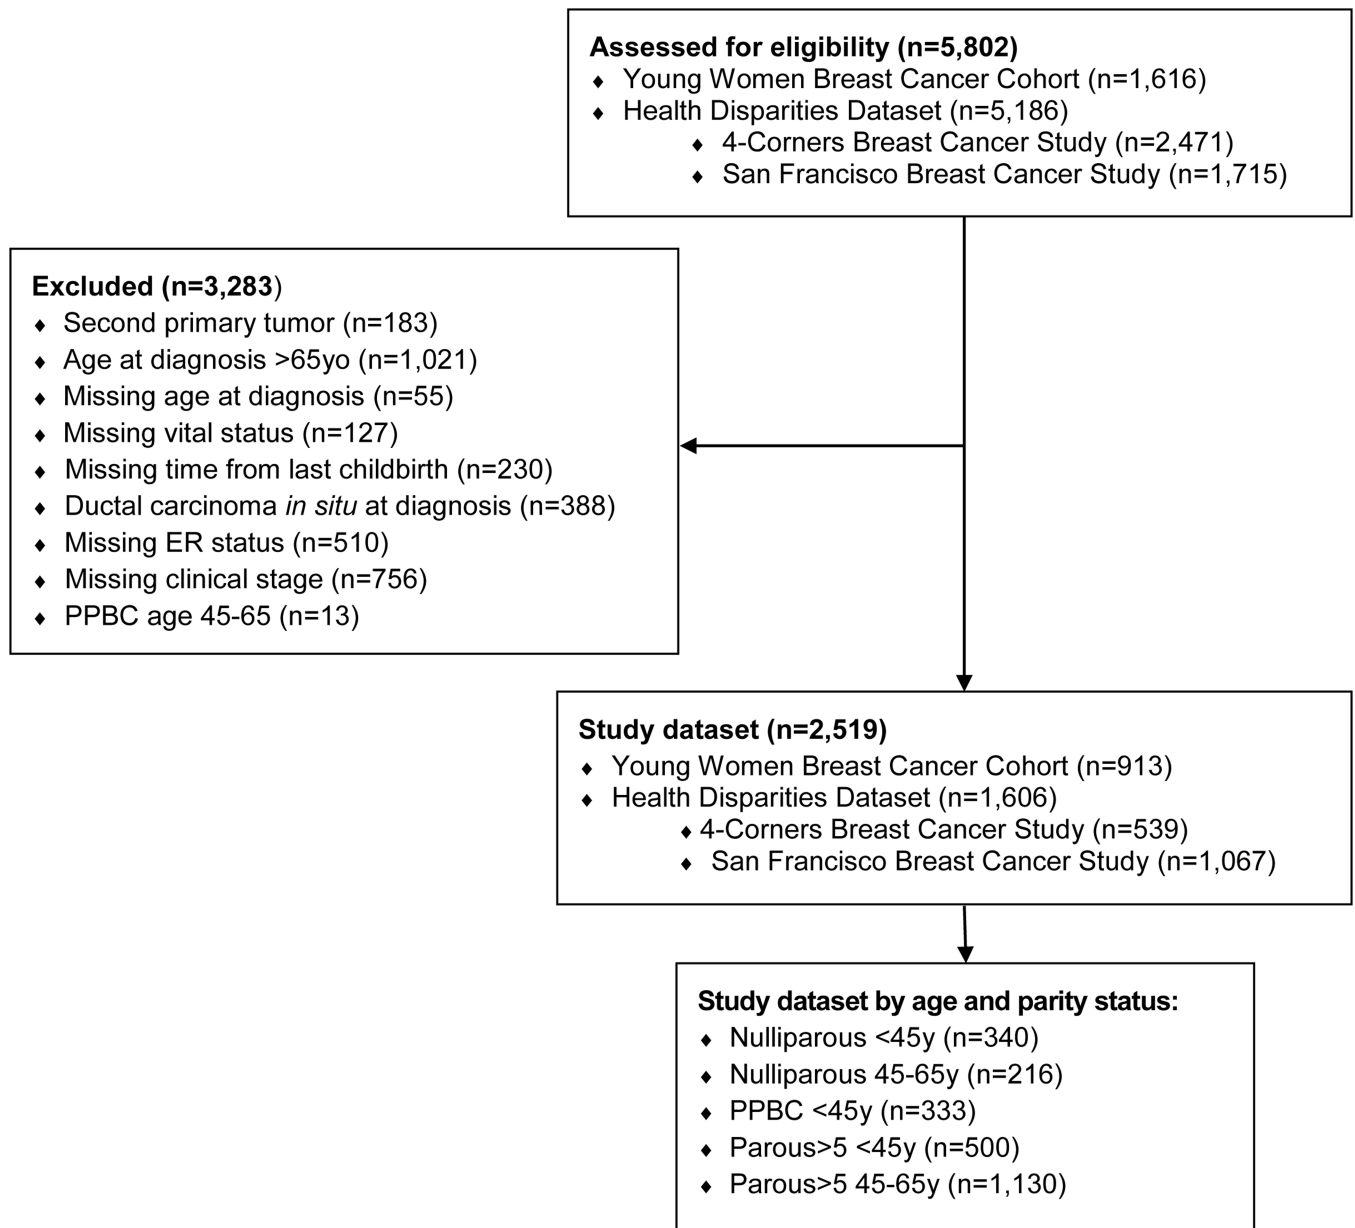 Assessed for eligibility (n=5,802)
♦ Young Women Breast Cancer Cohort (n=1,616)
♦ Health Disparities Dataset (n=5,186)
♦ 4-Corners Breast Cancer Study (n=2,471)
♦ San Francisco Breast Cancer Study (n=1,715)
Excluded (n=3,283)
♦ Second primary tumor (n=183)
♦ Age at diagnosis >65yo (n=1,021)
♦ Missing age at diagnosis (n=55)
♦ Missing vital status (n=127)
♦ Missing time from last childbirth (n=230)
♦ Ductal carcinoma in situ at diagnosis (n=388)
♦ Missing ER status (n=510)
♦ Missing clinical stage (n=756)
♦ PPBC age 45-65 (n=13)
Study dataset (n=2,519)
♦ Young Women Breast Cancer Cohort (n=913)
♦ Health Disparities Dataset (n=1,606)
♦ 4-Corners Breast Cancer Study (n=539)
♦ San Francisco Breast Cancer Study (n=1,067)
Study dataset by age and parity status:
♦ Nulliparous <45y (n=340)
♦ Nulliparous 45-65y (n=216)
♦ PPBC <45y (n=333)
♦ Parous>5 <45y (n=500)
♦ Parous>5 45-65y (n=1,130)